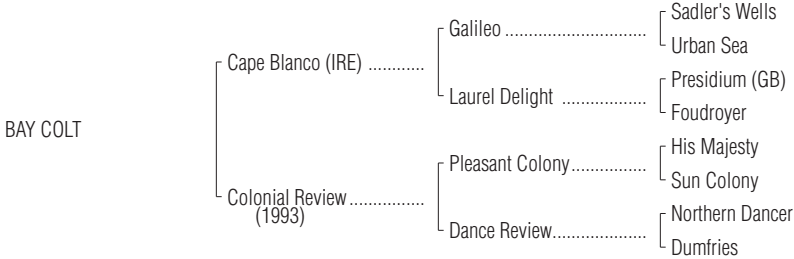 Sadler's Wells
Galileo ..............................
Urban Sea
Cape Blanco (IRE) ............
Presidium (GB)
Laurel Delight ..................
Foudroyer
BAY COLT
His Majesty
Pleasant Colony................
Sun Colony
Colonial Review................
(1993)
Northern Dancer
Dance Review....................
Dumfries